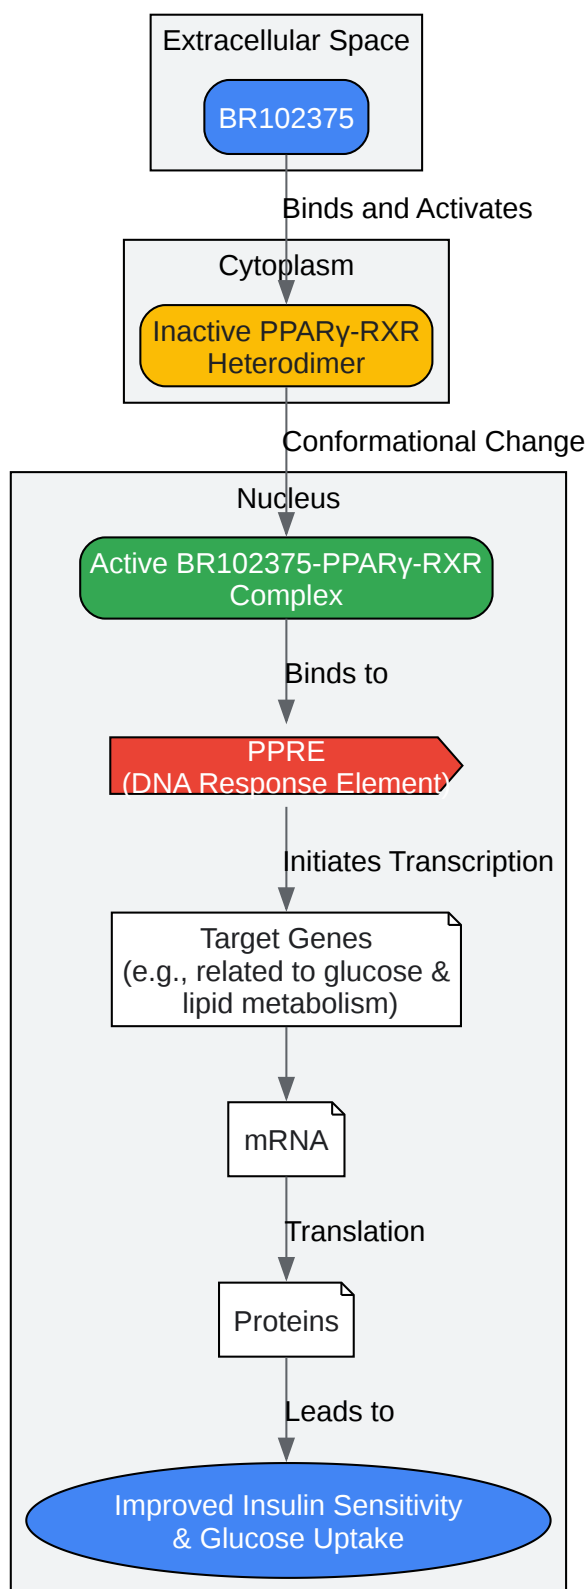 Extracellular Space
BR102375
Binds and Activates
Cytoplasm
Inactive PPARγ-RXR
Heterodimer
Conformational Change
Nucleus
Active BR102375-PPARγ-RXR
Complex
Binds to
PPRE
(DNA Response Element)
Initiates Transcription
Target Genes
(e.g., related to glucose &
lipid metabolism)
mRNA
Translation
Proteins
Leads to
Improved Insulin Sensitivity
& Glucose Uptake